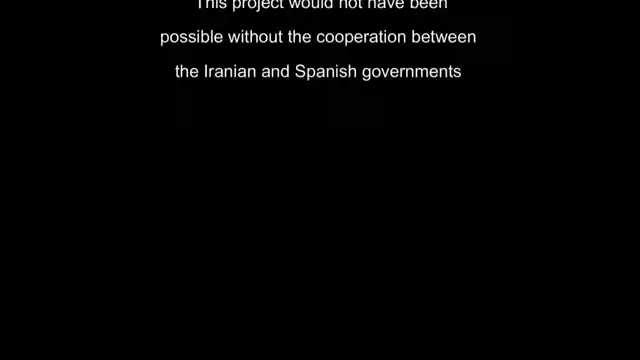 This project would not have been
possible without the cooperation between
the Iranian and Spanish governments